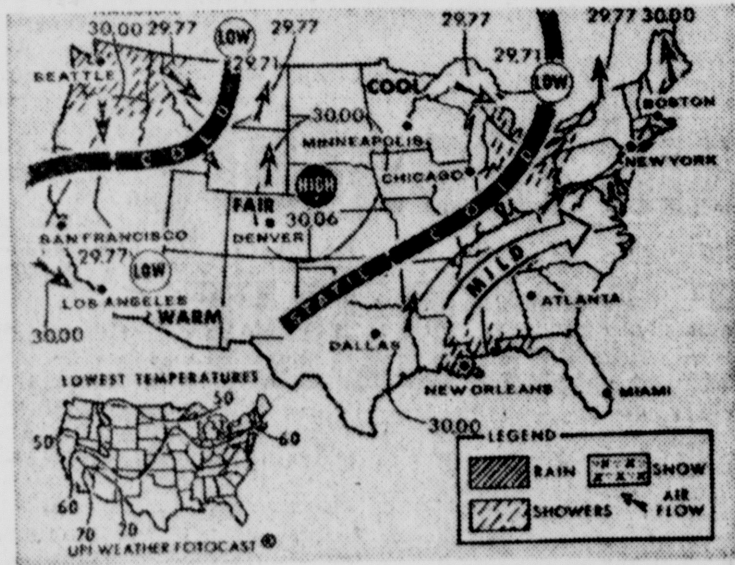 30.00 29.77
29.77
29.77
29.77 30.00
LOW
SEATTLE
29.71
29.71
COOL
LOW
BOSTON
COLD
30.00
MINNEAPOLIS
NEW YORK
CHICAGO
HIGH
FAIR
30.06
COLD
SAN FRANCISCO
DENVER
29.77
LOW
MILD
LOS ANGELES
STATIC
ATLANTA
30.00
WARM
DALLAS
NEW ORLEANS
MIAMI
30.00
LOWEST TEMPERATURES
50
50
60
60
70
70
UPI WEATHER FOTOCAST ®
LEGEND
RAIN
SNOW
SHOWERS
AIR
FLOW